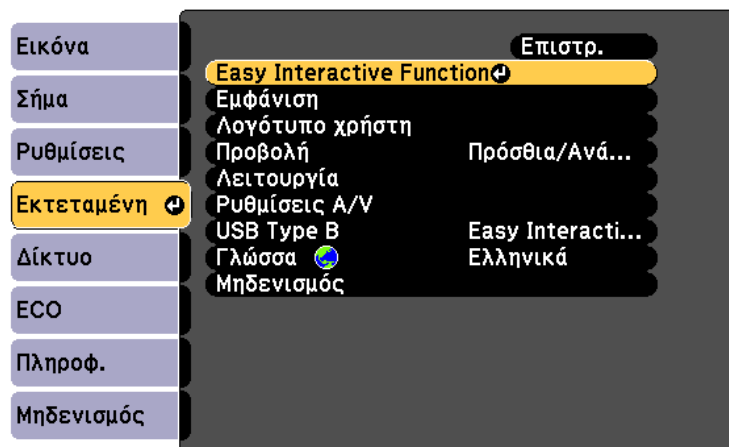 Εικόνα
Σήμα
Ρυθμίσεις
Εκτεταμένη
Δίκτυο
ECO
Πληροφ.
Μηδενισμός
Επιστρ.
Easy Interactive Function
Εμφάνιση
Λογότυπο χρήστη
Προβολή Πρόσθια/Ανά...
Λειτουργία
Ρυθμίσεις A/V
USB Type B Easy Interacti...
Γλώσσα Ελληνικά
Μηδενισμός